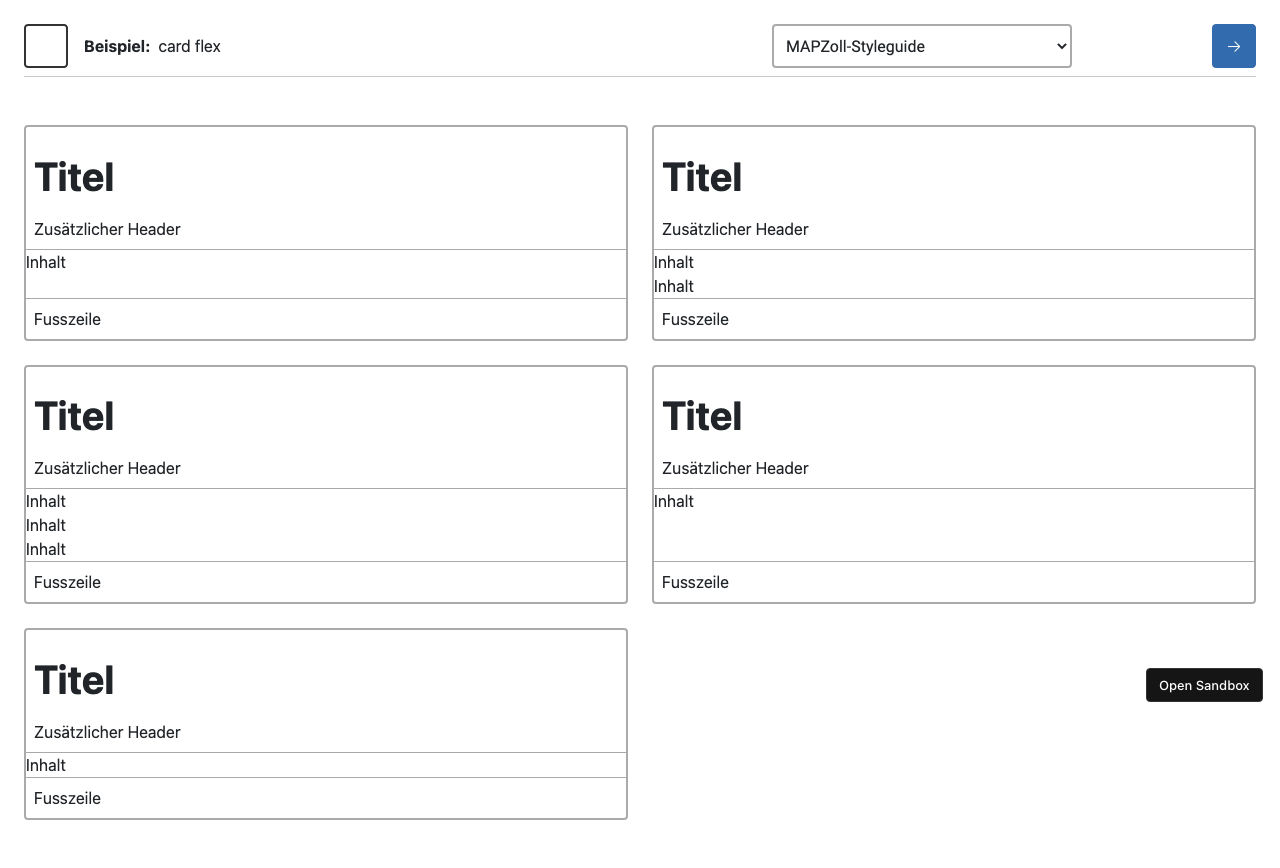 Beispiel: card flex
MAPZoll-Styleguide
Titel
Zusätzlicher Header
Inhalt
Fusszeile
Titel
Zusätzlicher Header
Inhalt
Inhalt
Fusszeile
Titel
Zusätzlicher Header
Inhalt
Inhalt
Inhalt
Fusszeile
Titel
Zusätzlicher Header
Inhalt
Fusszeile
Titel
Zusätzlicher Header
Inhalt
Fusszeile
Open Sandbox